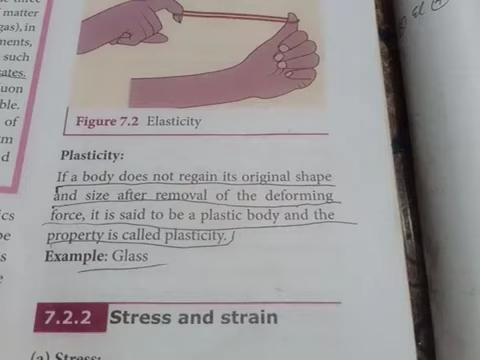 matter
gas), in
ments,
such
ates.
uon
ble.
of
m
d
Figure 7.2 Elasticity
Plasticity:
If a body does not regain its original shape
and size after removal of the deforming
force, it is said to be a plastic body and the
property is called plasticity.
Example: Glass
ics
7.2.2 Stress and strain
(a) Stress: